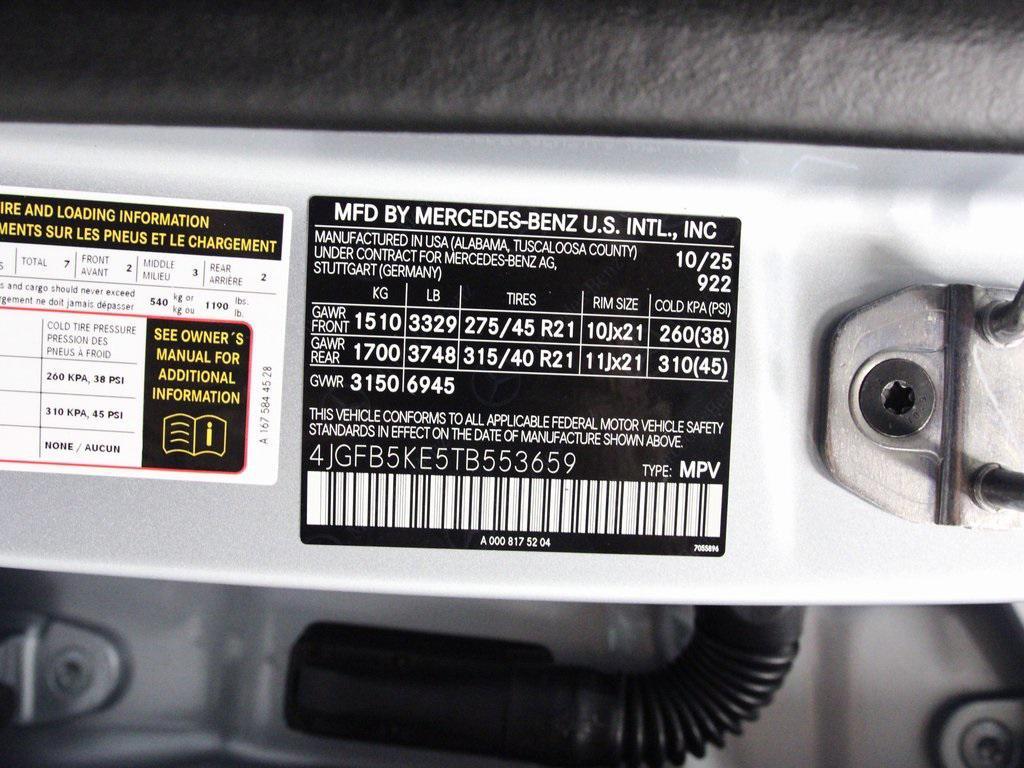 IRE AND LOADING INFORMATION
MENTS SUR LES PNEUS ET LE CHARGEMENT
TOTAL 7 FRONT AVANT 2 MIDDLE MILIEU 3 REAR ARRIÈRE 2
s and cargo should never exceed
rgement ne doit jamais dépasser 540 kg or kg ou 1190 lbs. lb.
COLD TIRE PRESSURE
PRESSION DES
PNEUS À FROID
260 KPA, 38 PSI
310 KPA, 45 PSI
NONE / AUCUN
SEE OWNER´S
MANUAL FOR
ADDITIONAL
INFORMATION
A 167 584 45 28
MFD BY MERCEDES-BENZ U.S. INTL., INC
MANUFACTURED IN USA (ALABAMA, TUSCALOOSA COUNTY)
UNDER CONTRACT FOR MERCEDES-BENZ AG,
STUTTGART (GERMANY)
10/25
922
KG LB TIRES RIM SIZE COLD KPA (PSI)
GAWR FRONT 1510 3329 275/45 R21 10Jx21 260(38)
GAWR REAR 1700 3748 315/40 R21 11Jx21 310(45)
GVWR 3150 6945
THIS VEHICLE CONFORMS TO ALL APPLICABLE FEDERAL MOTOR VEHICLE SAFETY
STANDARDS IN EFFECT ON THE DATE OF MANUFACTURE SHOWN ABOVE.
4JGFB5KE5TB553659 TYPE: MPV
A 000 817 52 04
7055896